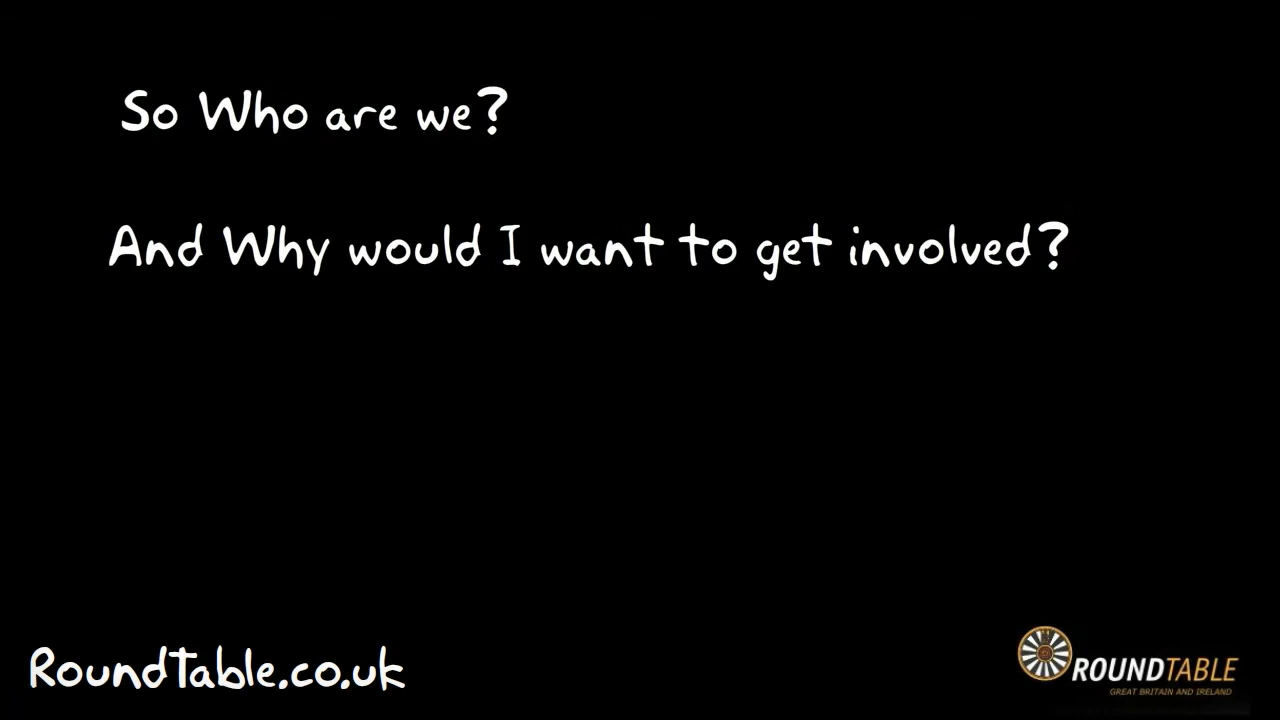 So Who are we?
And Why would I want to get involved?
RoundTable.co.uk
ROUNDTABLE
GREAT BRITAIN AND IRELAND